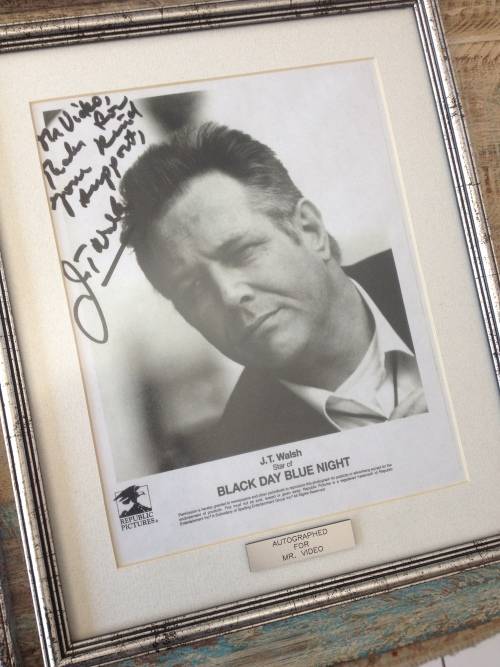 Mr Video,
Thanks for
your kind
support,
J.T. Walsh
J.T. Walsh
Star of
BLACK DAY BLUE NIGHT
REPUBLIC
PICTURES®
AUTOGRAPHED
FOR
MR. VIDEO